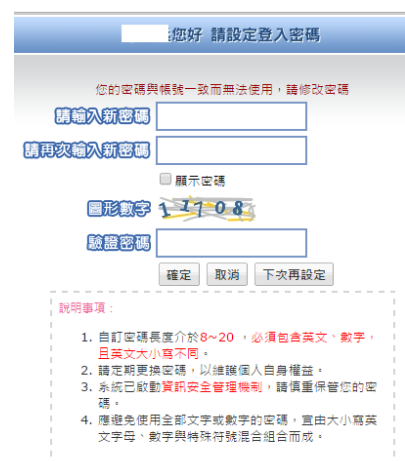 您好 請設定登入密碼
您的密碼與帳號一致而無法使用，請修改密碼
請輸入新密碼
請再次輸入新密碼
顯示密碼
圖形數字 11708
驗證密碼
確定 取消 下次再設定
說明事項：
1. 自訂密碼長度介於8~20 ，必須包含英文、數字，
且英文大小寫不同。
2. 請定期更換密碼，以維護個人自身權益。
3. 系統已啟動資訊安全管理機制，請慎重保管您的密
碼。
4. 應避免使用全部文字或數字的密碼，宜由大小寫英
文字母、數字與特殊符號混合組合而成。